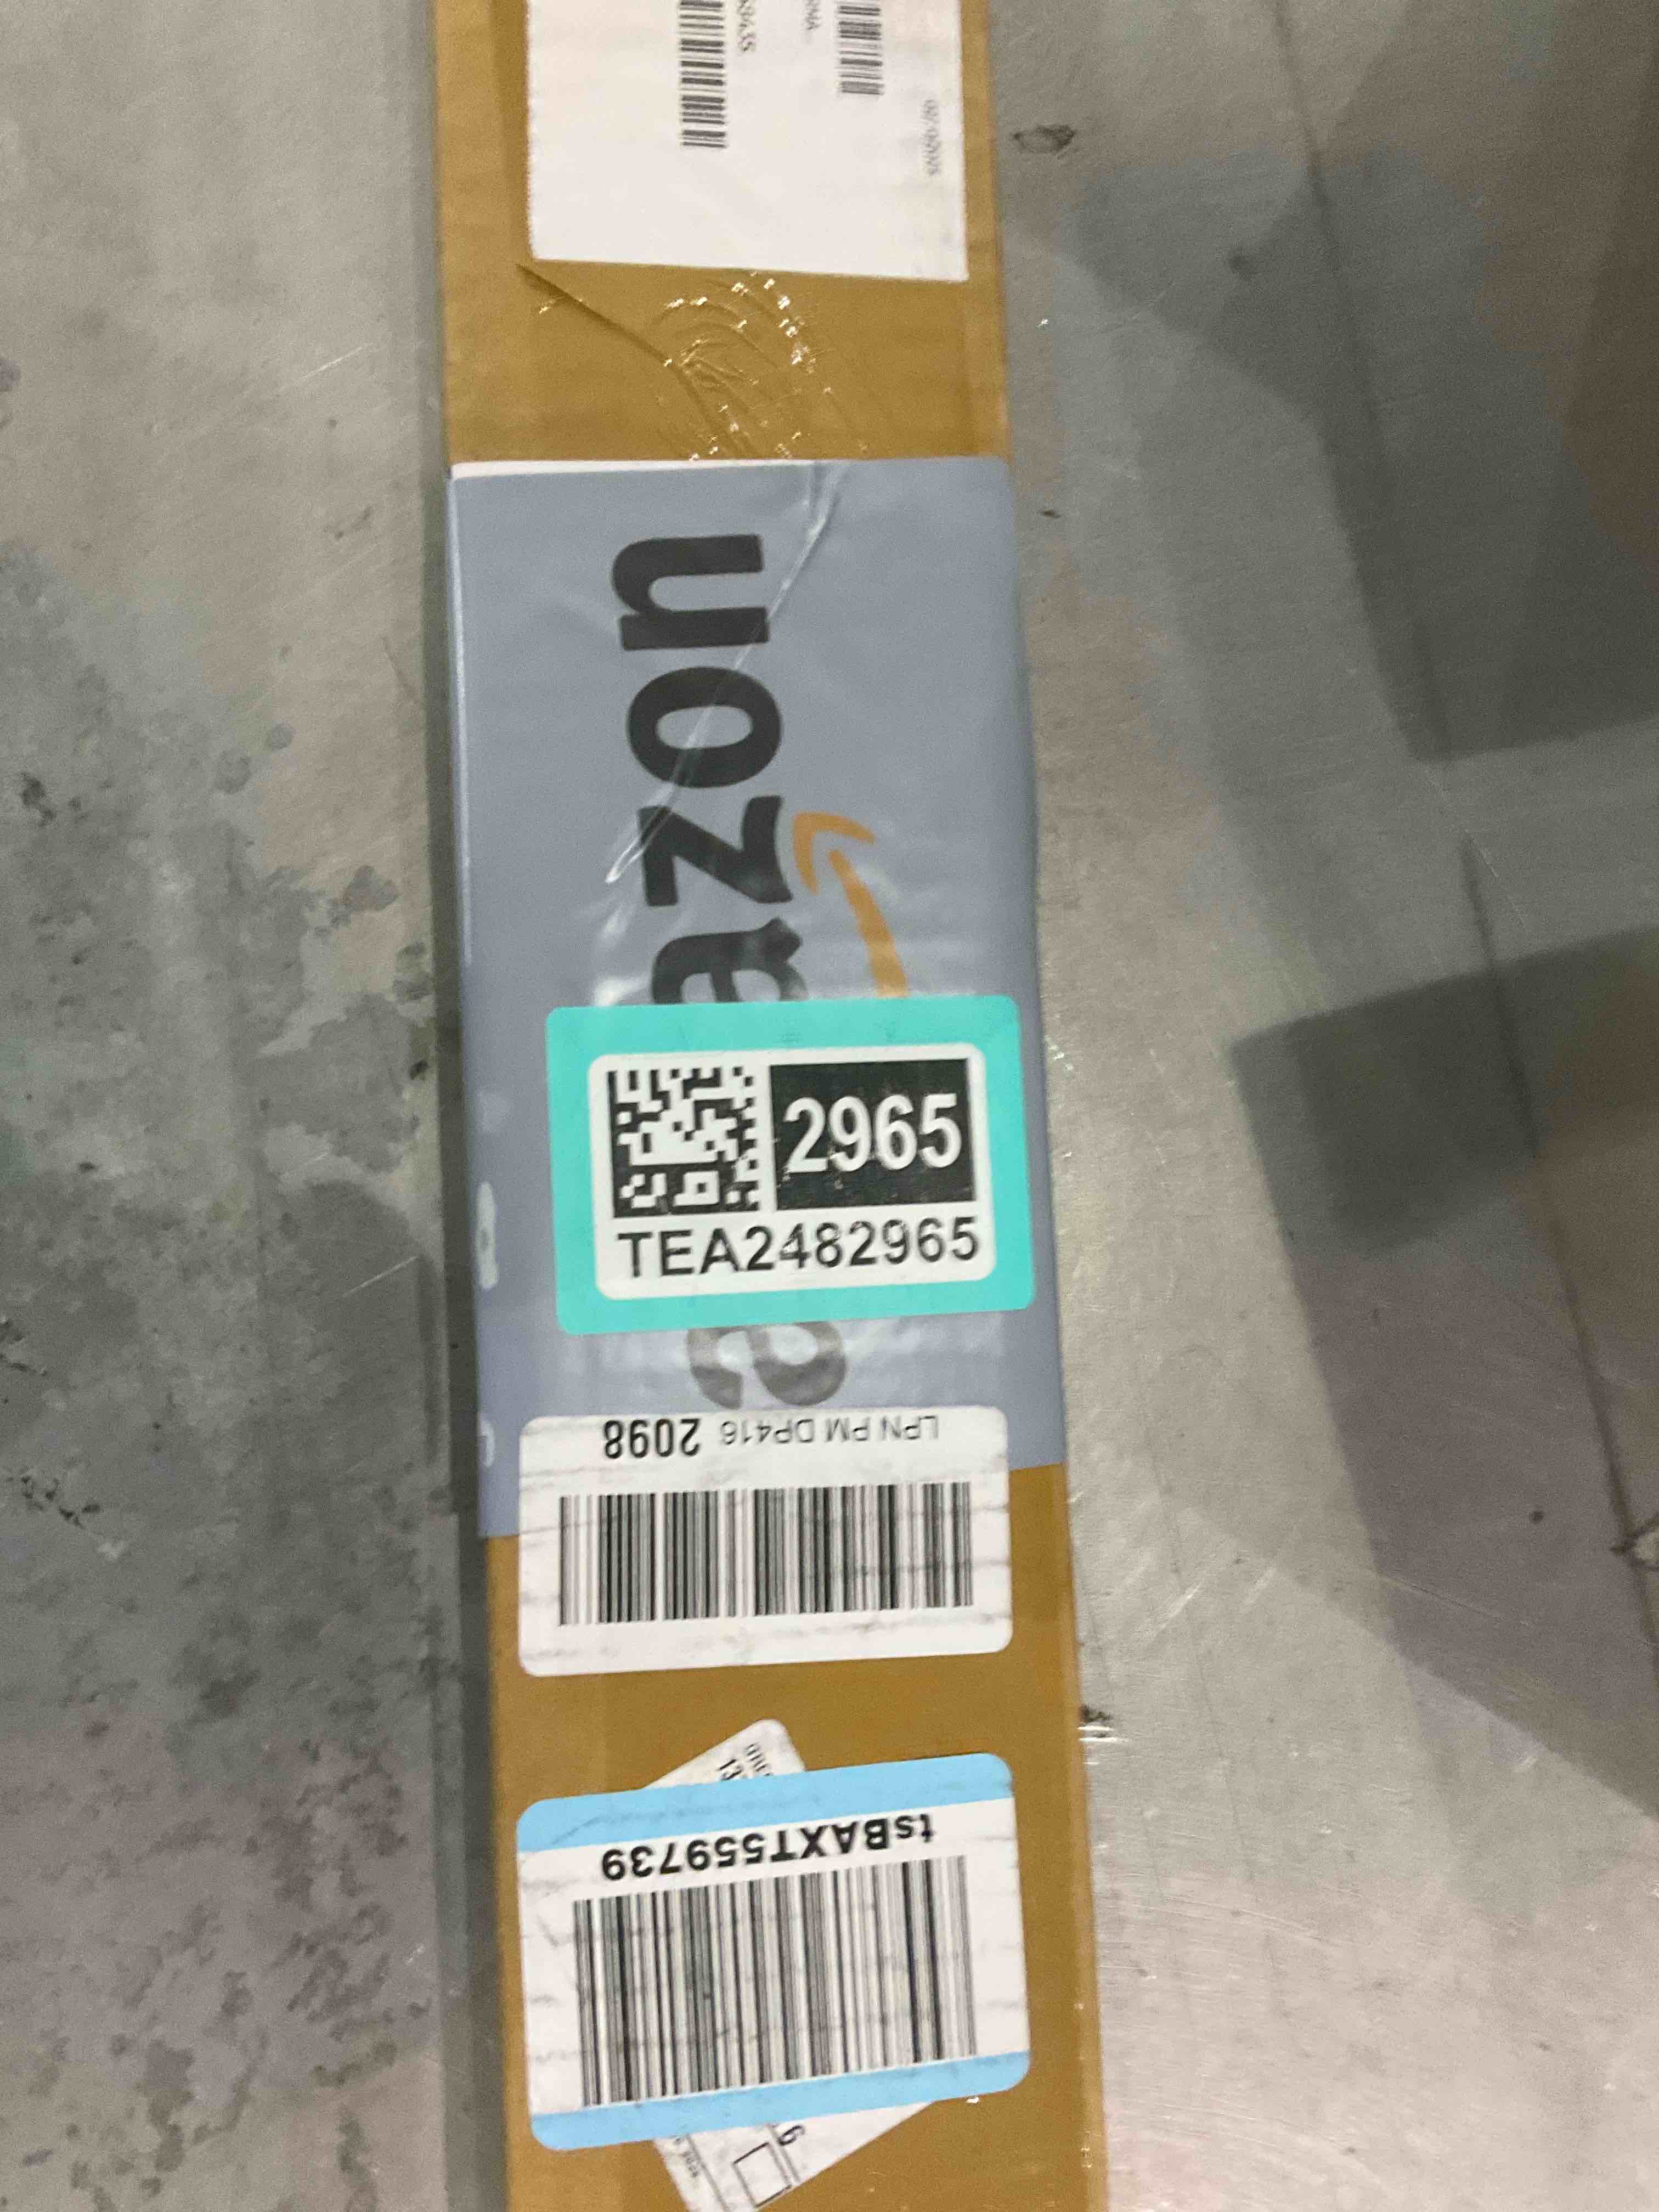 amazon
2965
TEA2482965
LPN PM DP416 2098
tsBAXT559739